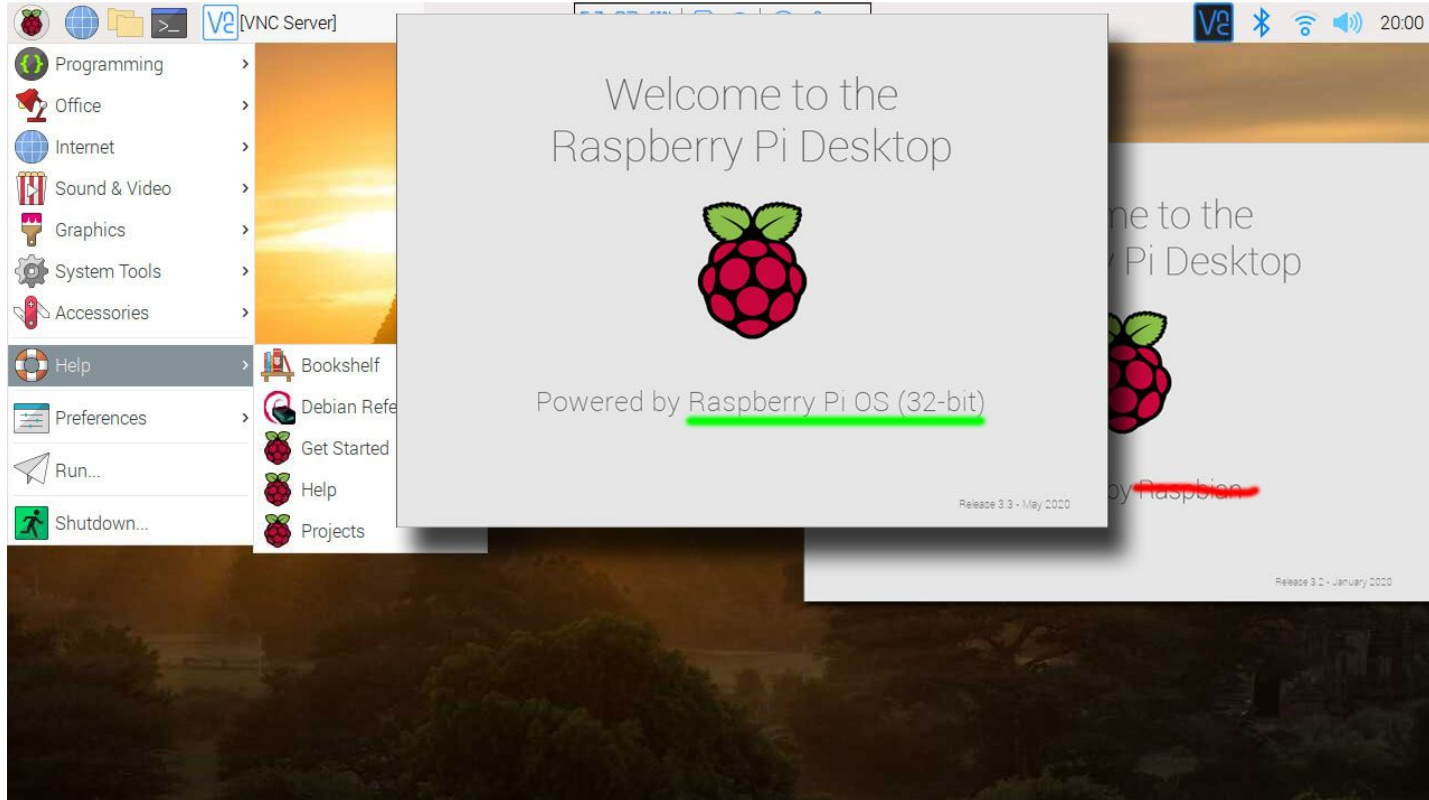 [VNC Server]
20:00
Programming
Office
Internet
Sound & Video
Graphics
System Tools
Accessories
Help
Preferences
Run...
Shutdown...
Bookshelf
Debian Refe
Get Started
Help
Projects
Welcome to the
Raspberry Pi Desktop
Powered by Raspberry Pi OS (32-bit)
Release 3.3 - May 2020
me to the
Pi Desktop
by Raspbian
Release 3.2 - January 2020